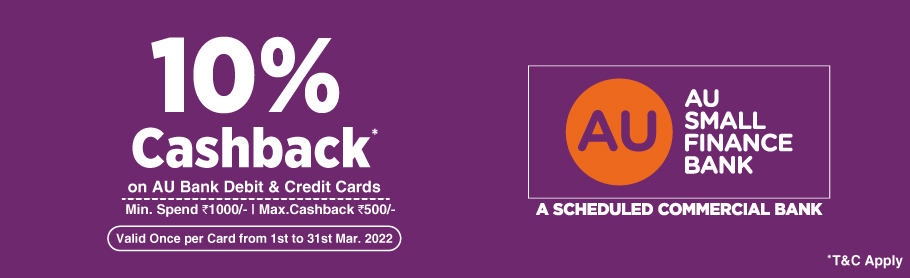 10%
Cashback*
on AU Bank Debit & Credit Cards
Min. Spend ₹1000/- | Max.Cashback ₹500/-
Valid Once per Card from 1st to 31st Mar. 2022
AU
AU
SMALL
FINANCE
BANK
A SCHEDULED COMMERCIAL BANK
*T&C Apply